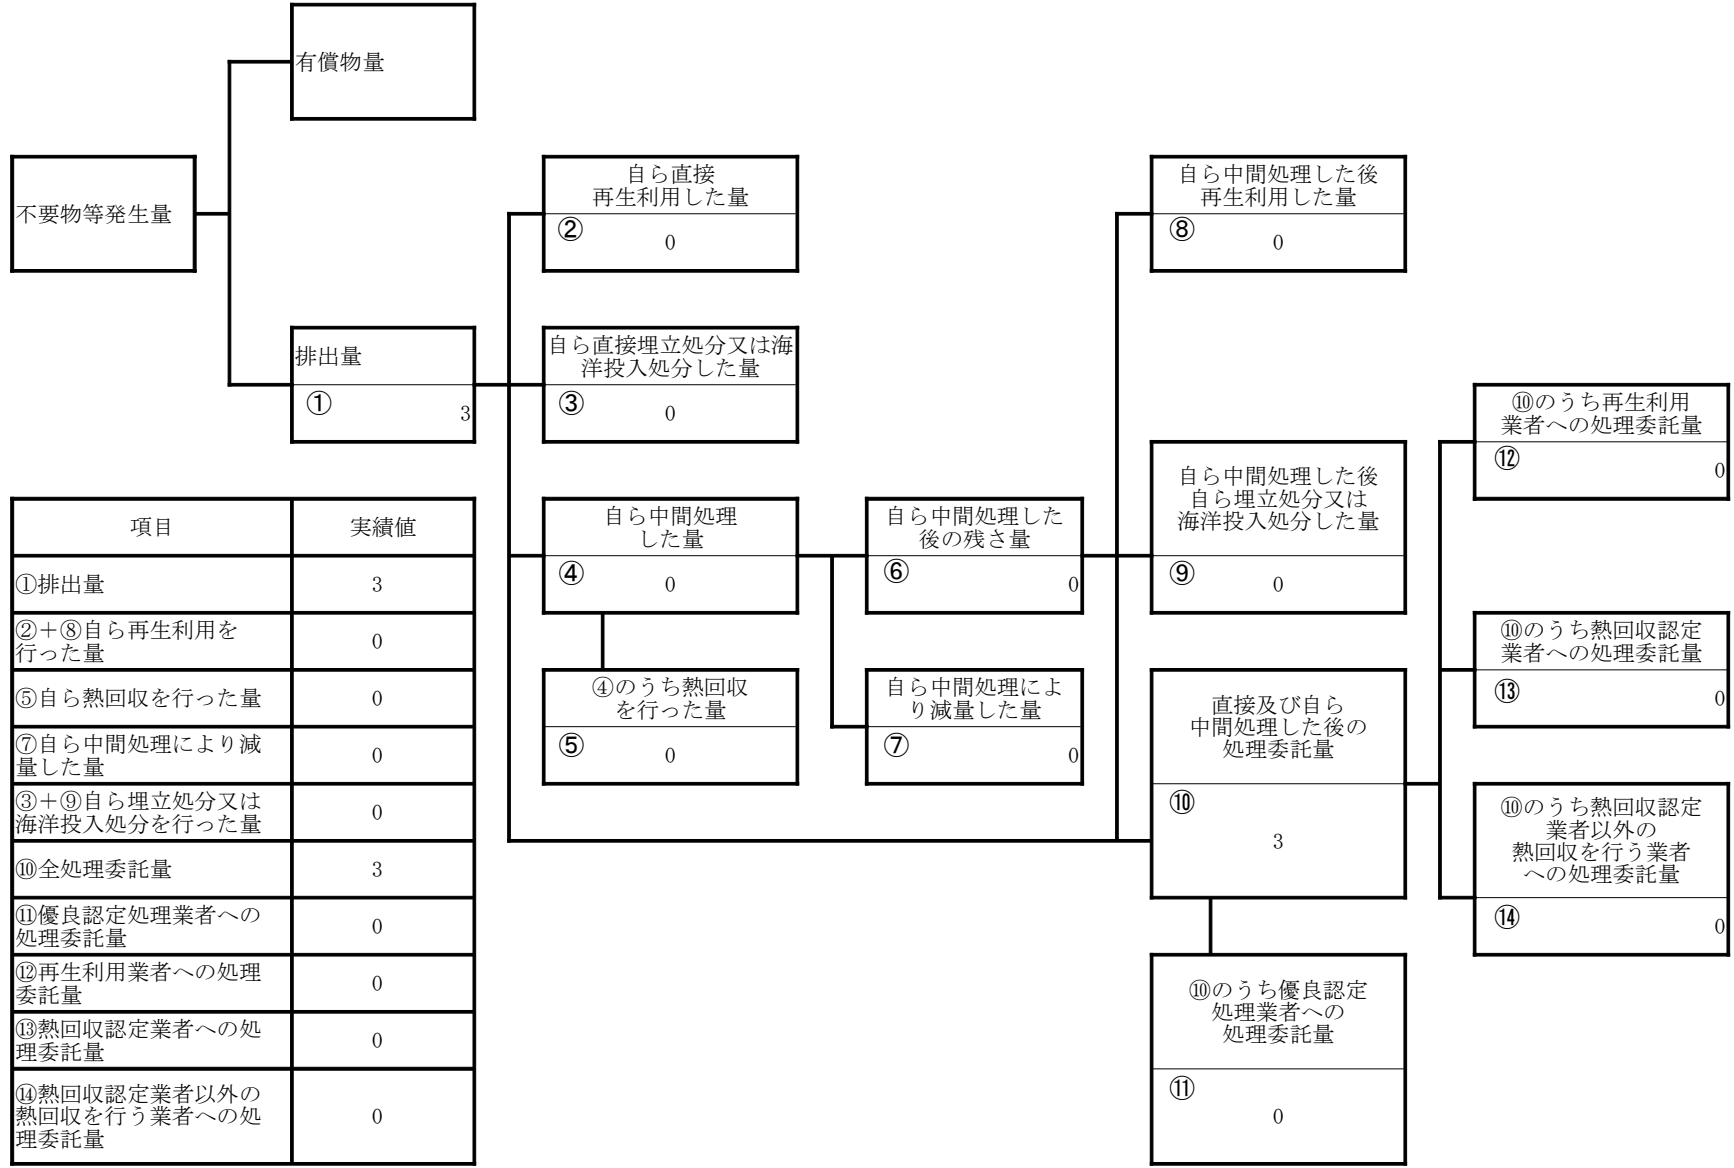 有償物量
不要物等発生量
自ら直接
再生利用した量
②
0
自ら中間処理した後
再生利用した量
⑧
0
排出量
①
3
自ら直接埋立処分又は海
洋投入処分した量
③
0
⑩のうち再生利用
業者への処理委託量
⑫
0
自ら中間処理した後
自ら埋立処分又は
海洋投入処分した量
⑨
0
自ら中間処理
した量
④
0
自ら中間処理した
後の残さ量
⑥
0
⑩のうち熱回収認定
業者への処理委託量
⑬
0
④のうち熱回収
を行った量
⑤
0
自ら中間処理によ
り減量した量
⑦
0
直接及び自ら
中間処理した後の
処理委託量
⑩
3
⑩のうち熱回収認定
業者以外の
熱回収を行う業者
への処理委託量
⑭
0
⑩のうち優良認定
処理業者への
処理委託量
⑪
0
項目 実績値
①排出量 3
②＋⑧自ら再生利用を
行った量 0
⑤自ら熱回収を行った量 0
⑦自ら中間処理により減
量した量 0
③＋⑨自ら埋立処分又は
海洋投入処分を行った量 0
⑩全処理委託量 3
⑪優良認定処理業者への
処理委託量 0
⑫再生利用業者への処理
委託量 0
⑬熱回収認定業者への処
理委託量 0
⑭熱回収認定業者以外の
熱回収を行う業者への処
理委託量 0